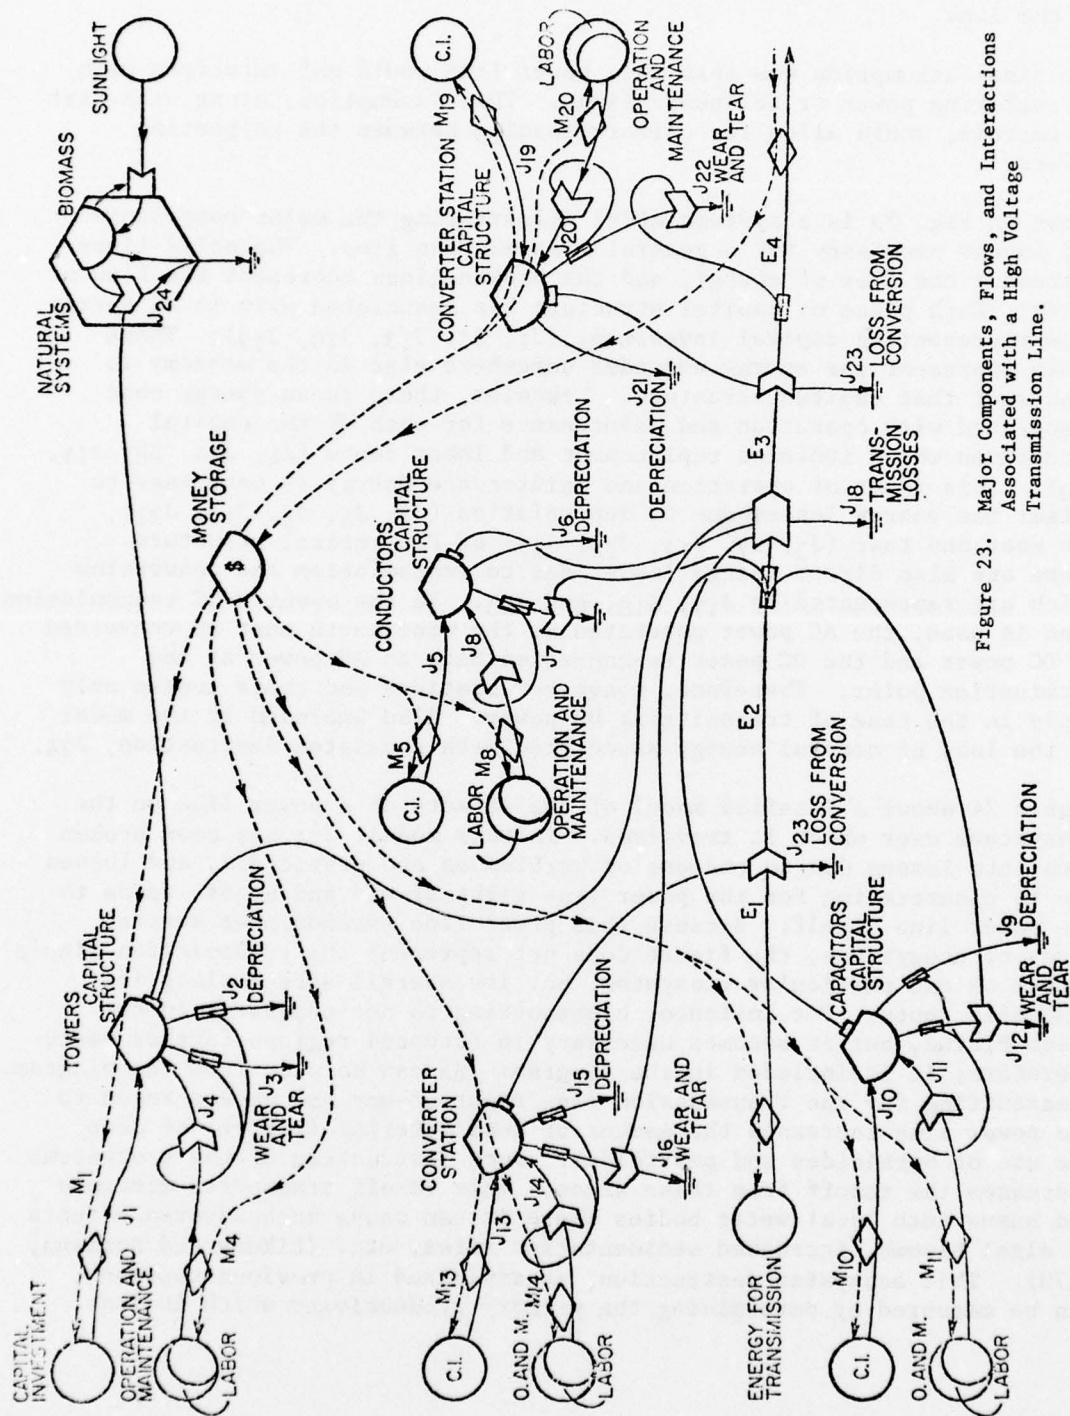 SUNLIGHT
NATURAL
SYSTEMS
BIOMASS
V24
MONEY
STORAGE
$
CONVERTER STATION
CAPITAL
STRUCTURE
C.I.
M19
J19
LABOR
M20
J20
OPERATION
AND
MAINTENANCE
J22
WEAR
AND TEAR
J21
DEPRECIATION
TOWERS
CAPITAL
STRUCTURE
CAPITAL
INVESTMENT
M1
J1
OPERATION AND
MAINTENANCE
LABOR
M4
J4
J3
WEAR
AND
TEAR
J2
DEPRECIATION
CONDUCTORS
CAPITAL
STRUCTURE
C.I.
M5
J5
LABOR
M8
J8
OPERATION AND
MAINTENANCE
J7
J6
DEPRECIATION
CONVERTER
STATION
C.I.
M13
J13
O. AND M.
LABOR
M14
J14
J15
DEPRECIATION
J16
WEAR AND
TEAR
ENERGY FOR
TRANSMISSION
E1
J23
LOSS FROM
CONVERSION
E2
J18
TRANS-
MISSION
LOSSES
E3
J23
LOSS FROM
CONVERSION
E4
CAPACITORS
CAPITAL
STRUCTURE
C.I.
M10
J10
O. AND M.
LABOR
M11
J11
J12
WEAR
AND
TEAR
J9
DEPRECIATION
Figure 23. Major Components, Flows, and Interactions
Associated with a High Voltage
Transmission Line.